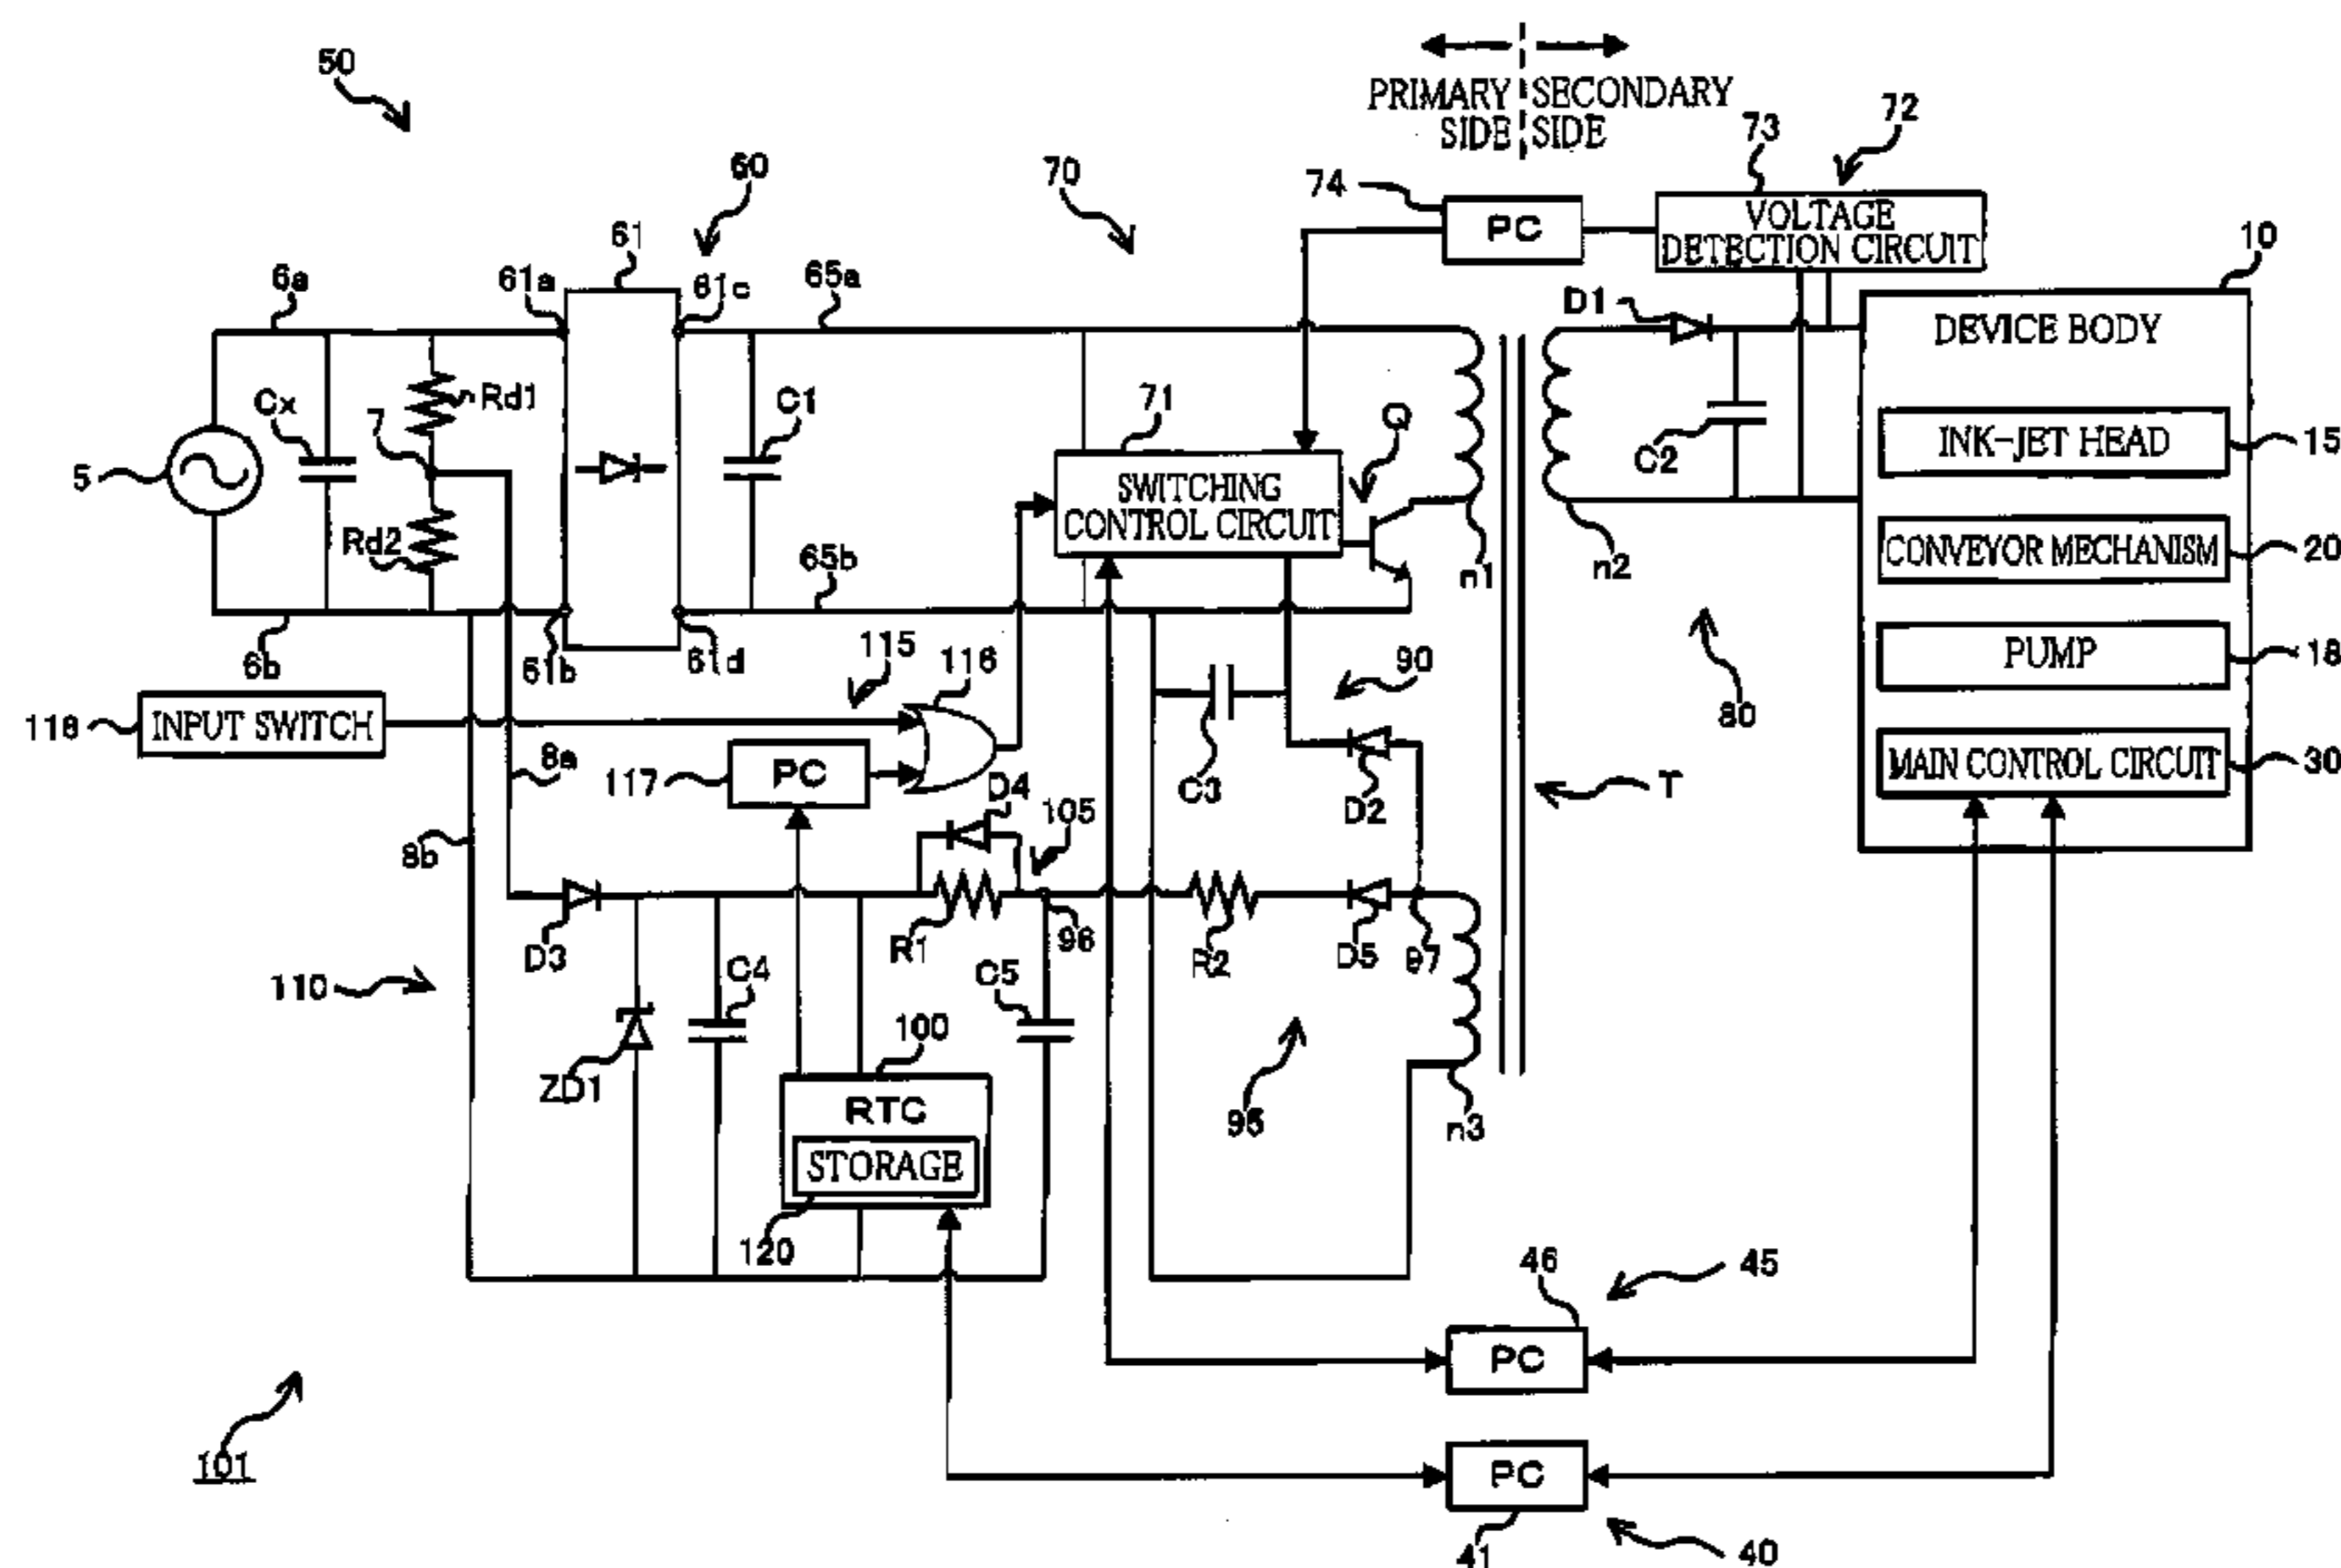 50
PRIMARY SIDE
SECONDARY SIDE
72
73
74
PC
VOLTAGE DETECTION CIRCUIT
60
70
61
6a
61a
61c
65a
10
D1
DEVICE BODY
Cx
7
Rd1
C1
71
Q
C2
INK-JET HEAD
15
5
SWITCHING CONTROL CIRCUIT
Rd2
65b
n1
n2
CONVEYOR MECHANISM
20
6b
61b
61d
115
116
90
80
PUMP
18
118
INPUT SWITCH
8a
117
PC
D4
105
C3
D2
T
MAIN CONTROL CIRCUIT
30
8b
D3
R1
96
R2
D5
97
110
C4
C5
100
ZD1
RTC
STORAGE
95
n3
120
46
45
PC
101
PC
41
40